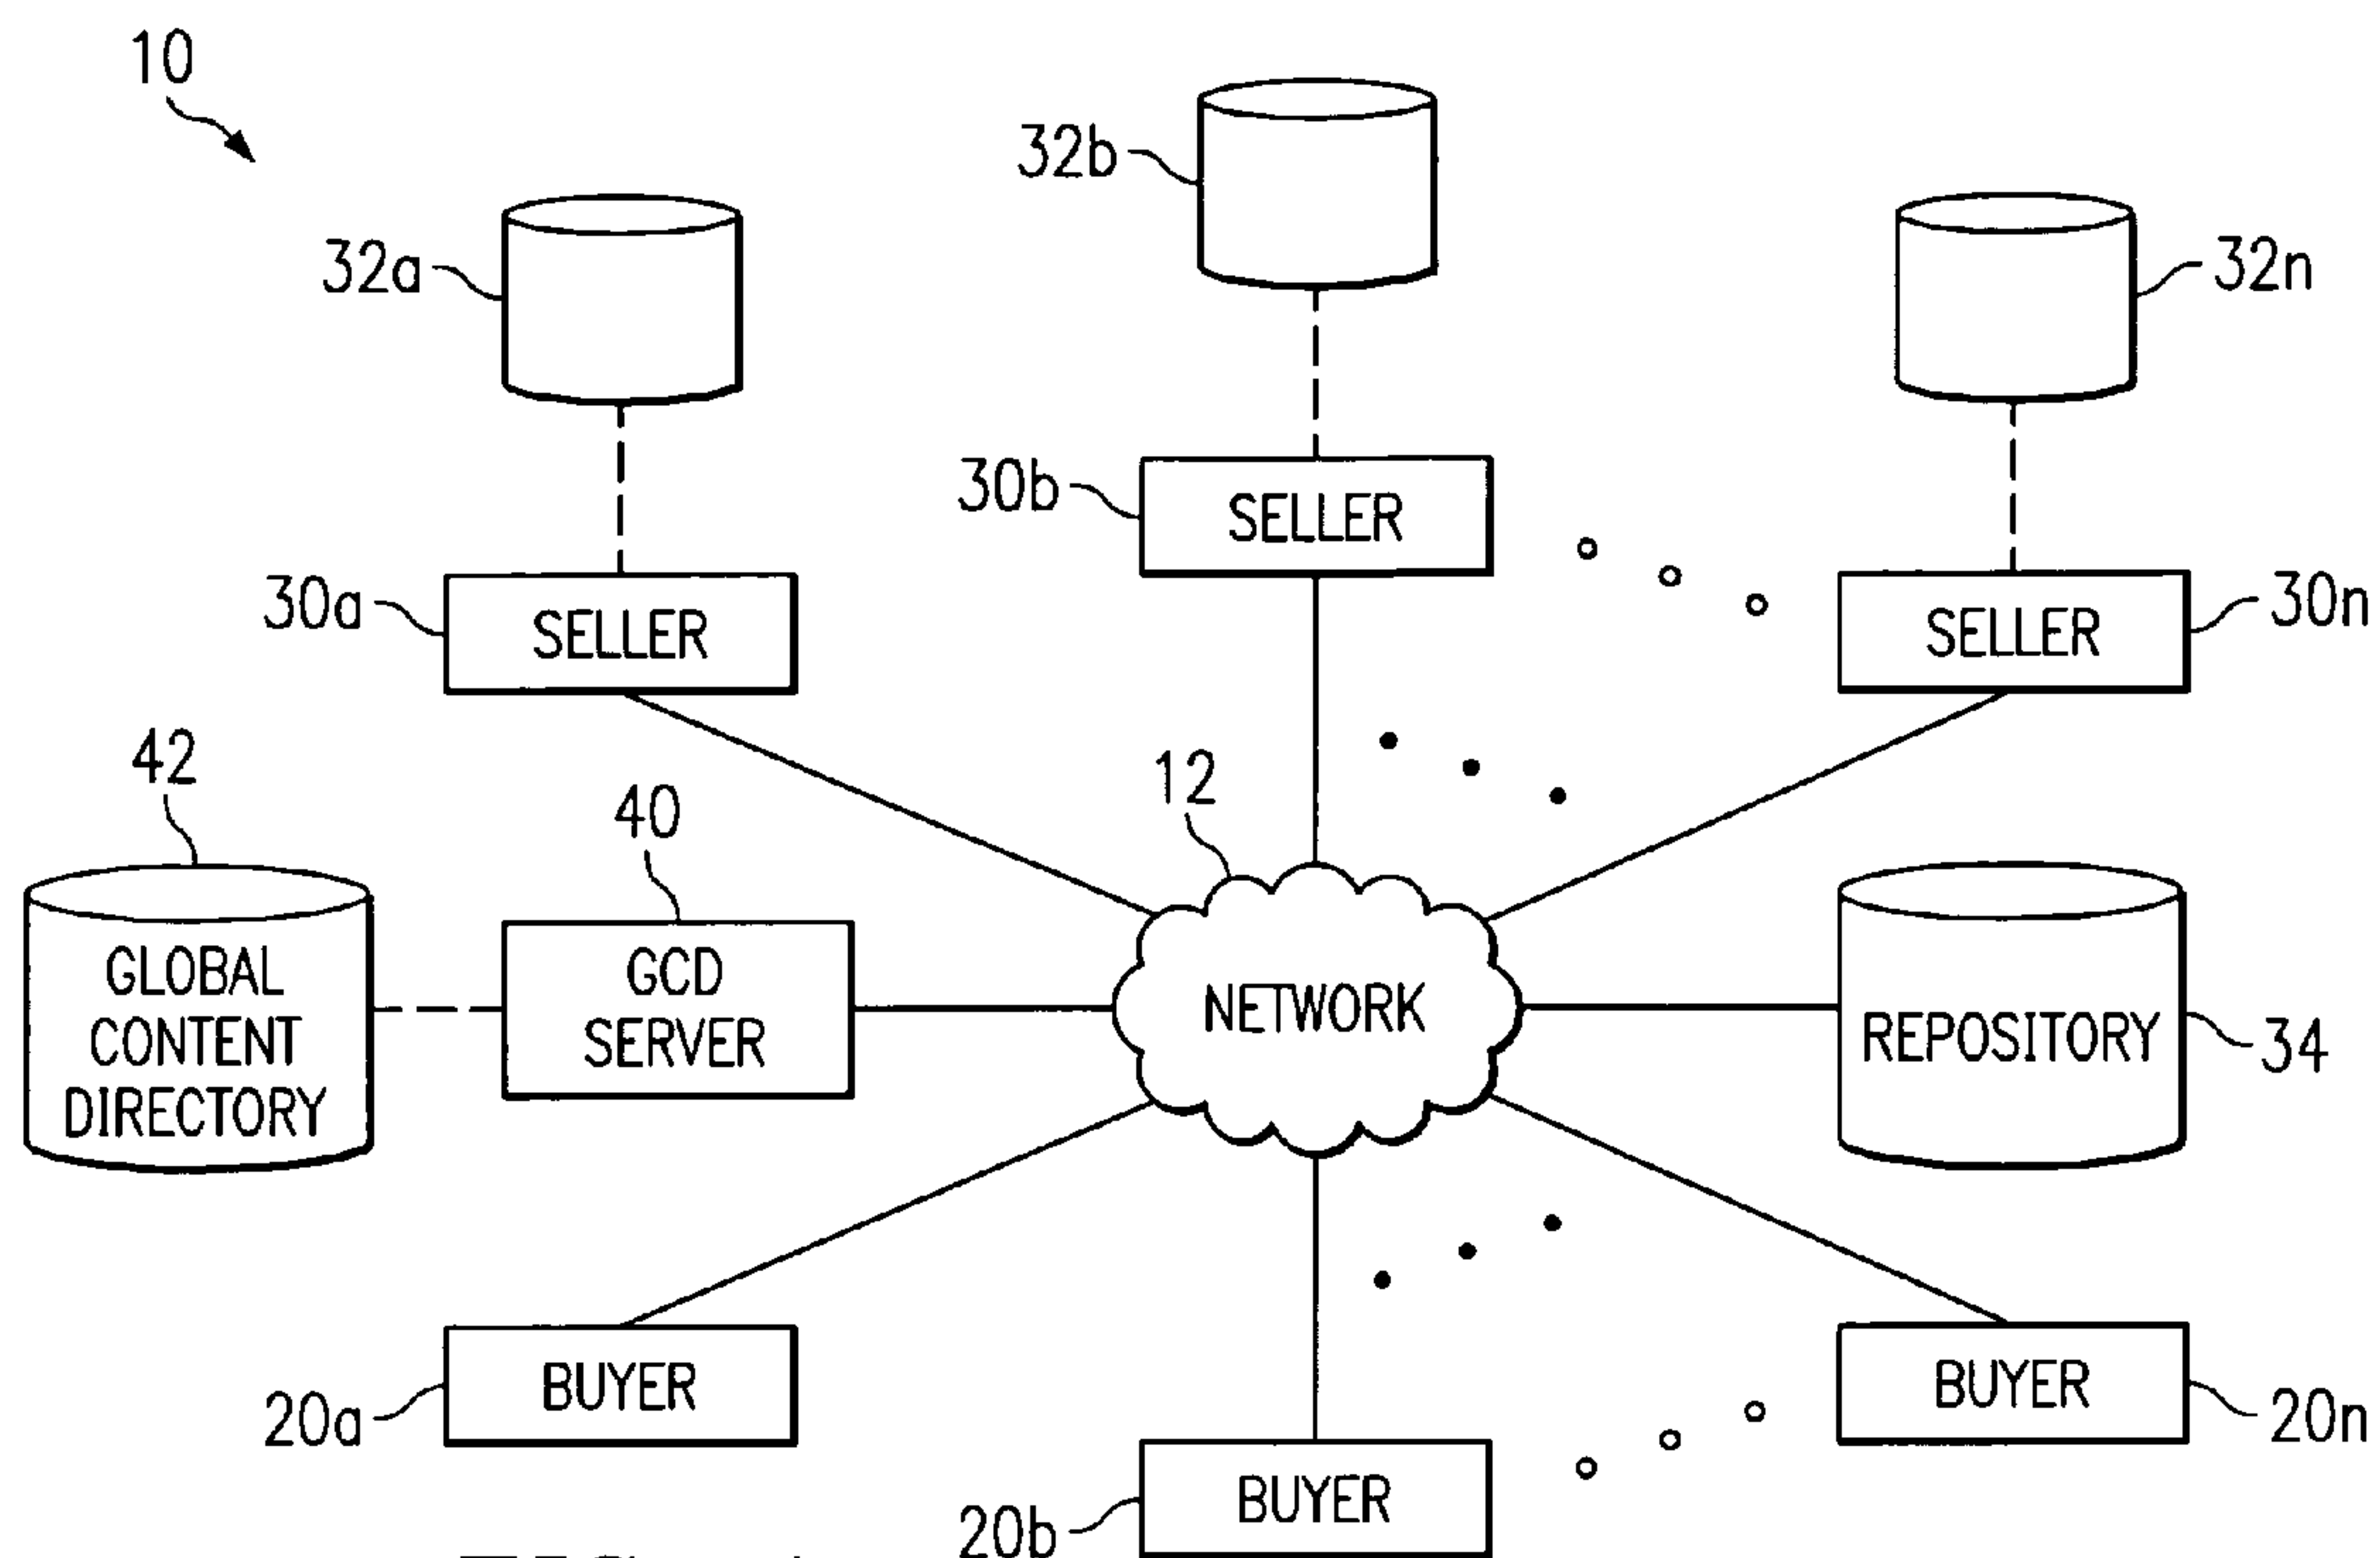 10
32b
32a
32n
30b
SELLER
30a
SELLER
SELLER
30n
42
40
12
GLOBAL
CONTENT
DIRECTORY
GCD
SERVER
NETWORK
REPOSITORY
34
20a
BUYER
BUYER
20n
20b
BUYER